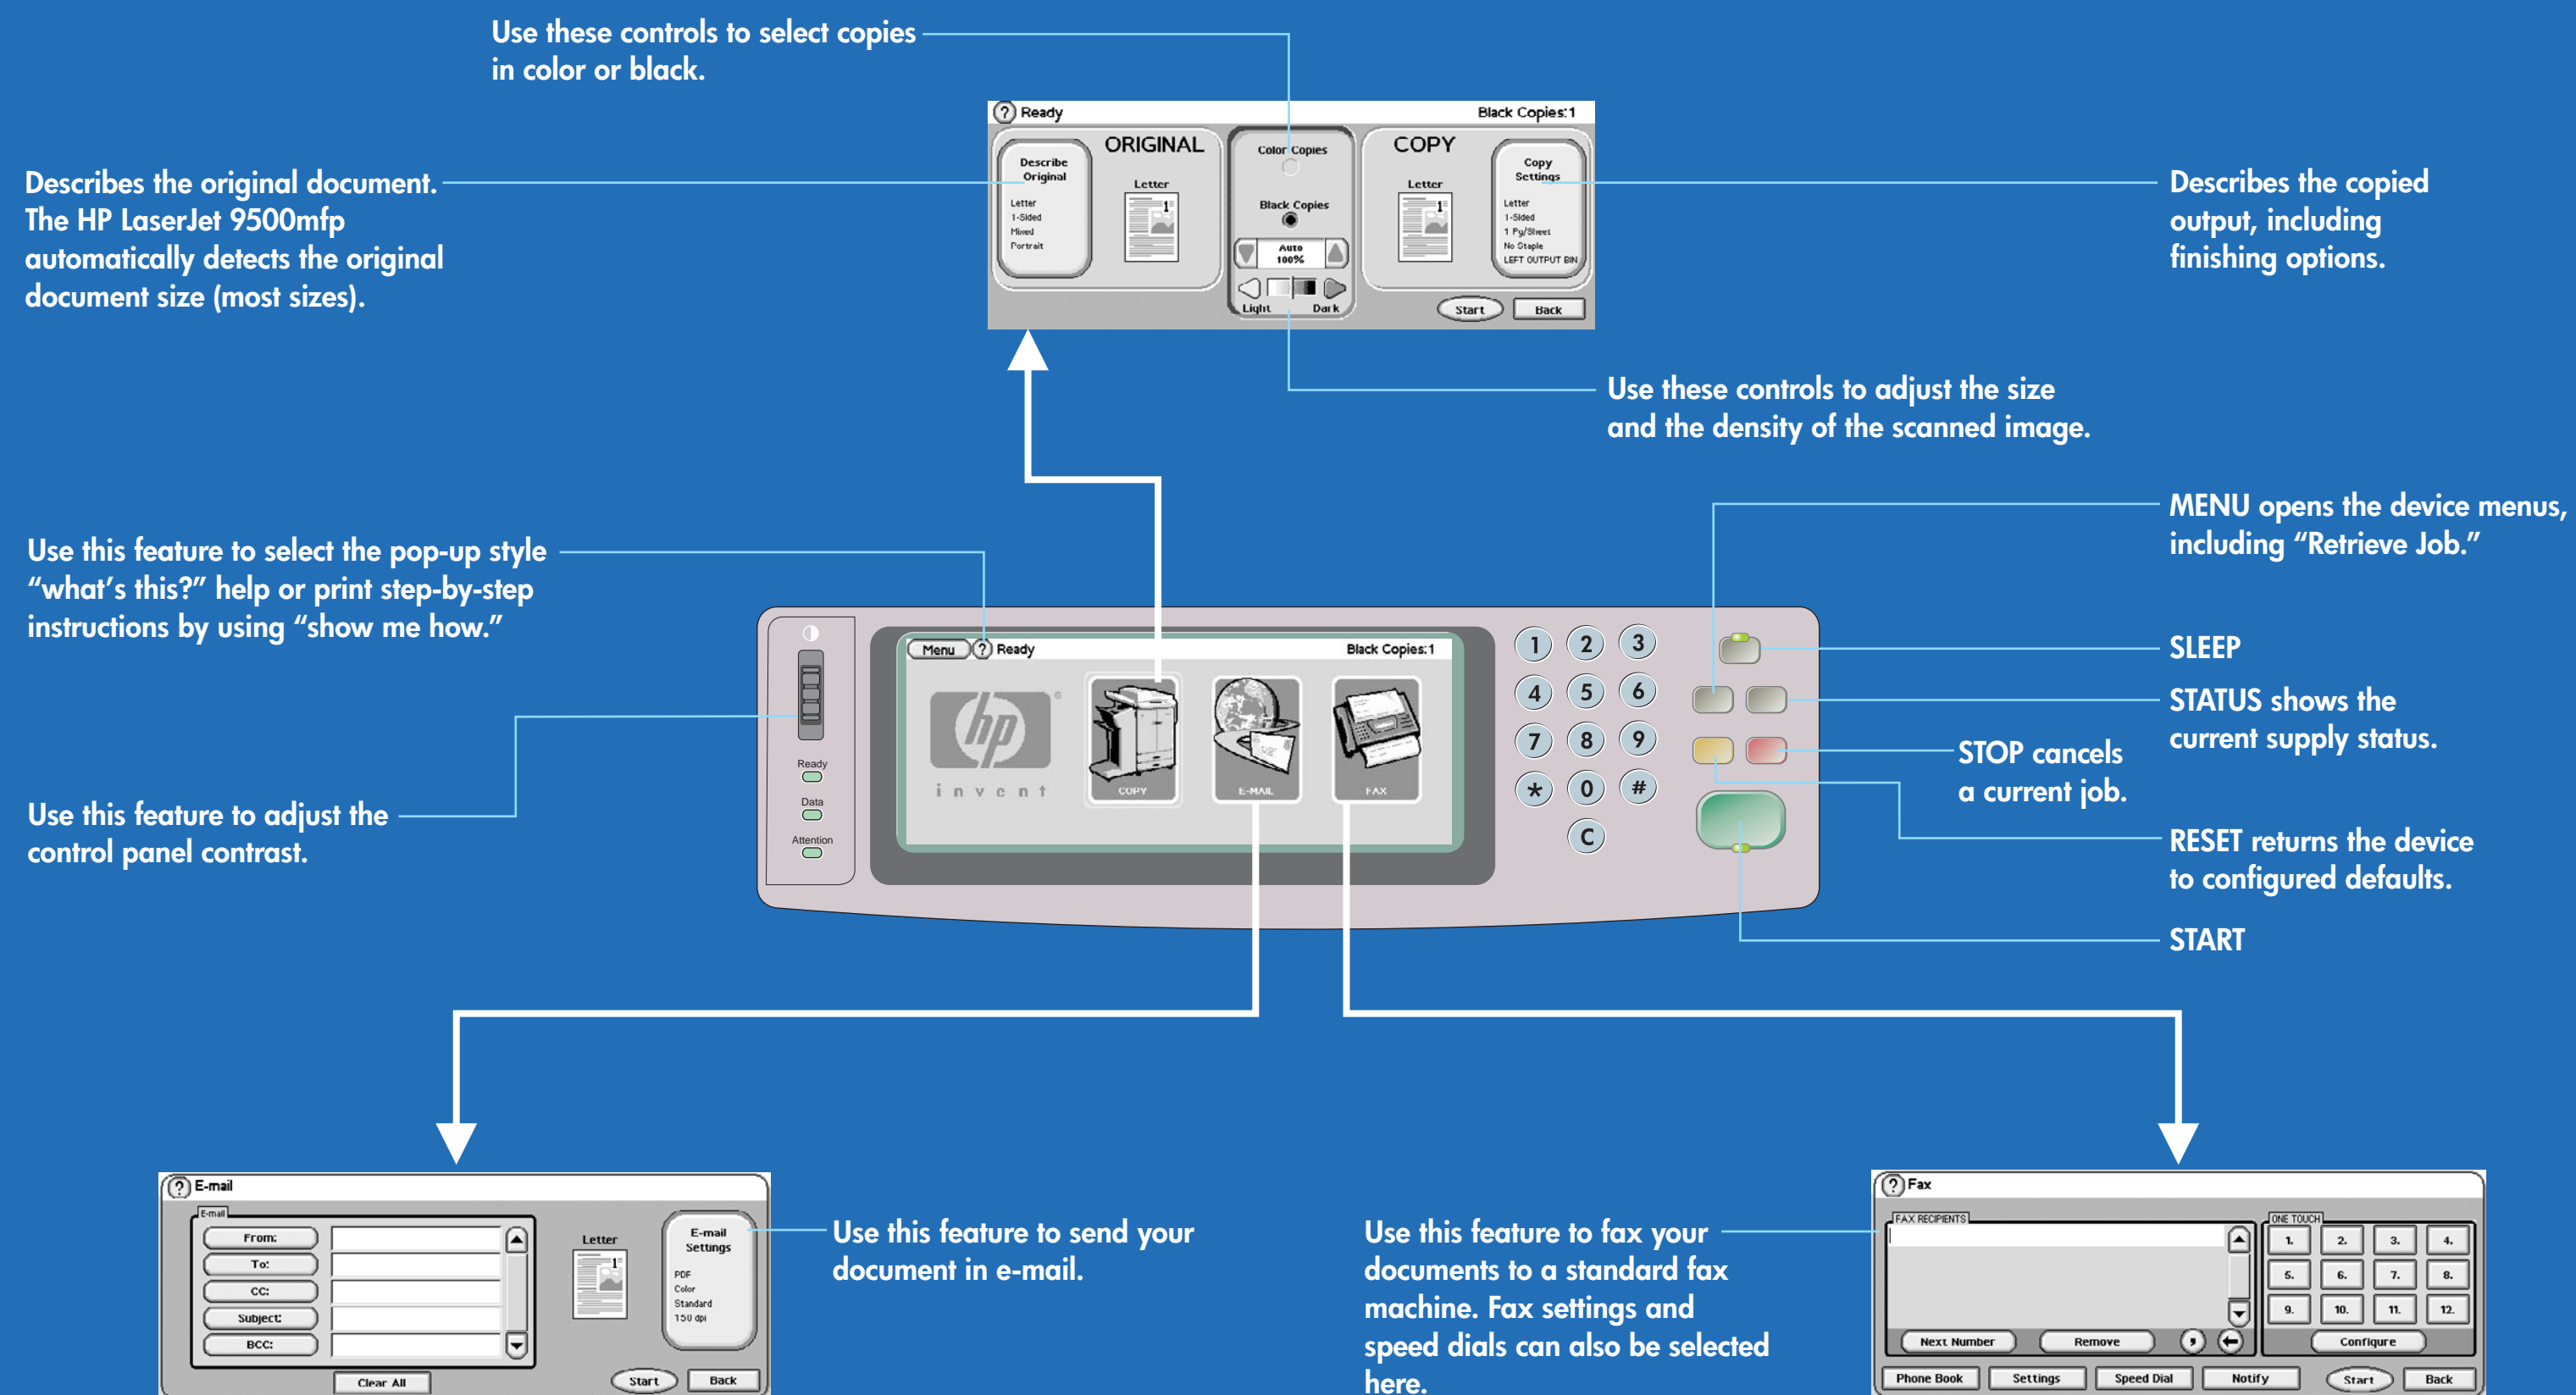 Use these controls to select copies
in color or black.
? Ready
Black Copies:1
ORIGINAL
Describe
Original
Letter
1-Sided
Mixed
Portrait
Letter
1
Color Copies
Black Copies
Auto
100%
Light
Dark
COPY
Letter
1
Copy
Settings
Letter
1-Sided
1 Pg/Sheet
No Staple
LEFT OUTPUT BIN
Start
Back
Describes the original document.
The HP LaserJet 9500mfp
automatically detects the original
document size (most sizes).
Describes the copied
output, including
finishing options.
Use these controls to adjust the size
and the density of the scanned image.
Use this feature to select the pop-up style
“what's this?” help or print step-by-step
instructions by using “show me how.”
Use this feature to adjust the
control panel contrast.
Ready
Data
Attention
Menu
? Ready
Black Copies:1
hp
®
invent
COPY
E-MAIL
FAX
1 2 3
4 5 6
7 8 9
* 0 #
C
MENU opens the device menus,
including “Retrieve Job.”
SLEEP
STATUS shows the
current supply status.
STOP cancels
a current job.
RESET returns the device
to configured defaults.
START
? E-mail
E-mail
From:
To:
CC:
Subject:
BCC:
Clear All
Letter
1
E-mail
Settings
PDF
Color
Standard
150 dpi
Start
Back
Use this feature to send your
document in e-mail.
Use this feature to fax your
documents to a standard fax
machine. Fax settings and
speed dials can also be selected
here.
? Fax
FAX RECIPIENTS
Next Number
Remove
,
ONE TOUCH
1. 2. 3. 4.
5. 6. 7. 8.
9. 10. 11. 12.
Configure
Phone Book
Settings
Speed Dial
Notify
Start
Back